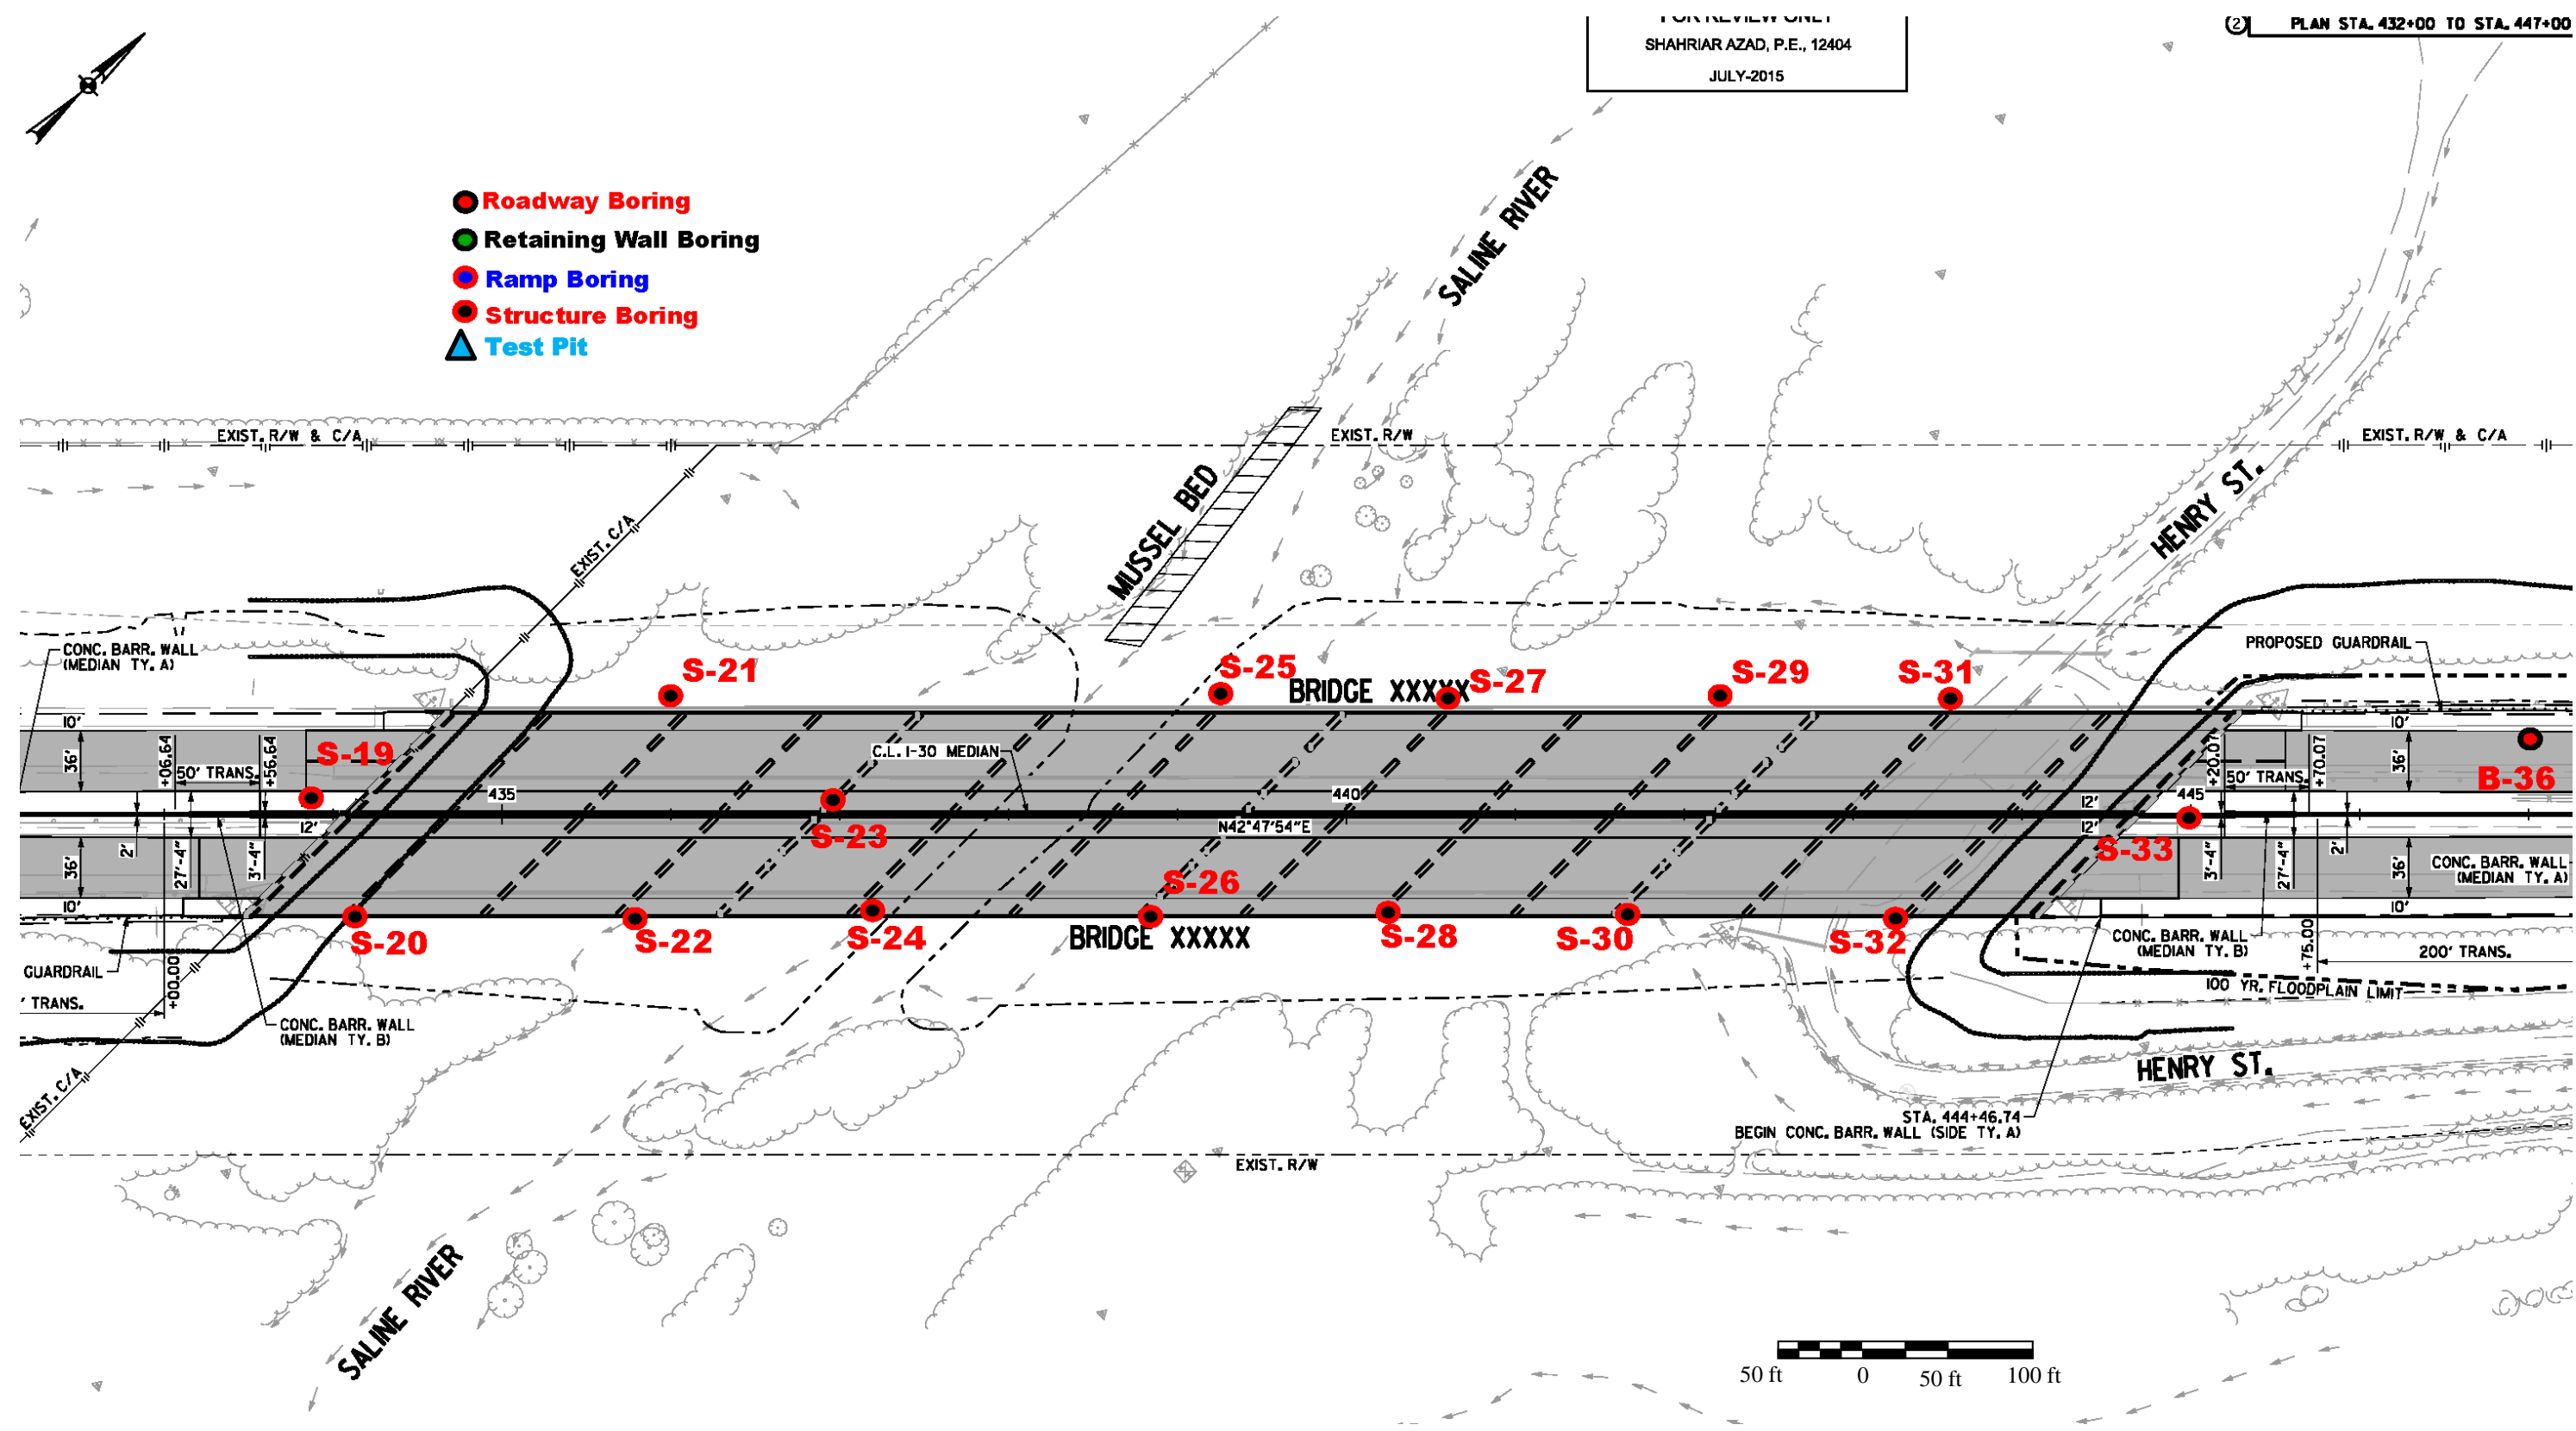 FOR REVIEW ONLY
SHAHRIAR AZAD, P.E., 12404
JULY-2015
2 PLAN STA. 432+00 TO STA. 447+00
Roadway Boring
Retaining Wall Boring
Ramp Boring
Structure Boring
Test Pit
SALINE RIVER
EXIST. R/W & C/A
EXIST. R/W
EXIST. R/W & C/A
MUSSEL BED
HENRY ST.
EXIST. C/A
CONC. BARR. WALL
(MEDIAN TY. A)
PROPOSED GUARDRAIL
S-21
S-25
BRIDGE XXXXX
S-27
S-29
S-31
10'
10'
S-19
C.L. I-30 MEDIAN
36'
+06.64
50' TRANS.
+56.64
+20.07
50' TRANS.
+70.07
36'
B-36
435
440
445
12'
12'
N42°47'54"E
12'
S-23
S-33
2'
27'-4"
3'-4"
3'-4"
27'-4"
2'
36'
36'
CONC. BARR. WALL
(MEDIAN TY. A)
S-26
10'
10'
S-20
S-22
S-24
BRIDGE XXXXX
S-28
S-30
S-32
CONC. BARR. WALL
(MEDIAN TY. B)
+75.00
200' TRANS.
GUARDRAIL
' TRANS.
+00.00
100 YR. FLOODPLAIN LIMIT
CONC. BARR. WALL
(MEDIAN TY. B)
HENRY ST.
EXIST. C/A
STA. 444+46.74
BEGIN CONC. BARR. WALL (SIDE TY. A)
EXIST. R/W
SALINE RIVER
50 ft 0 50 ft 100 ft